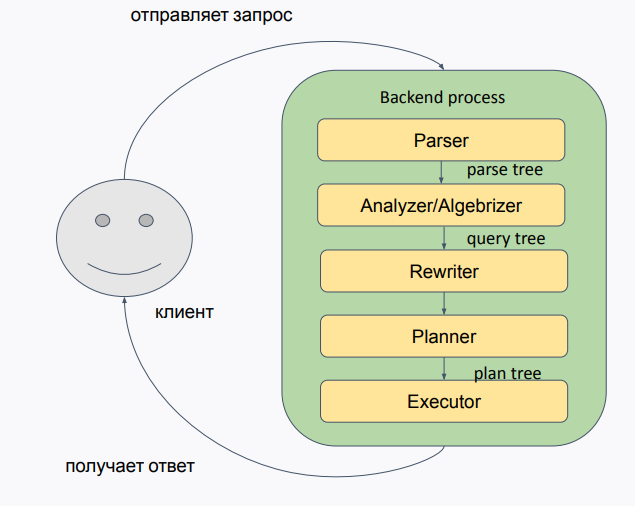 отправляет запрос
Backend process
Parser
parse tree
Analyzer/Algebrizer
query tree
Rewriter
клиент
Planner
plan tree
Executor
получает ответ